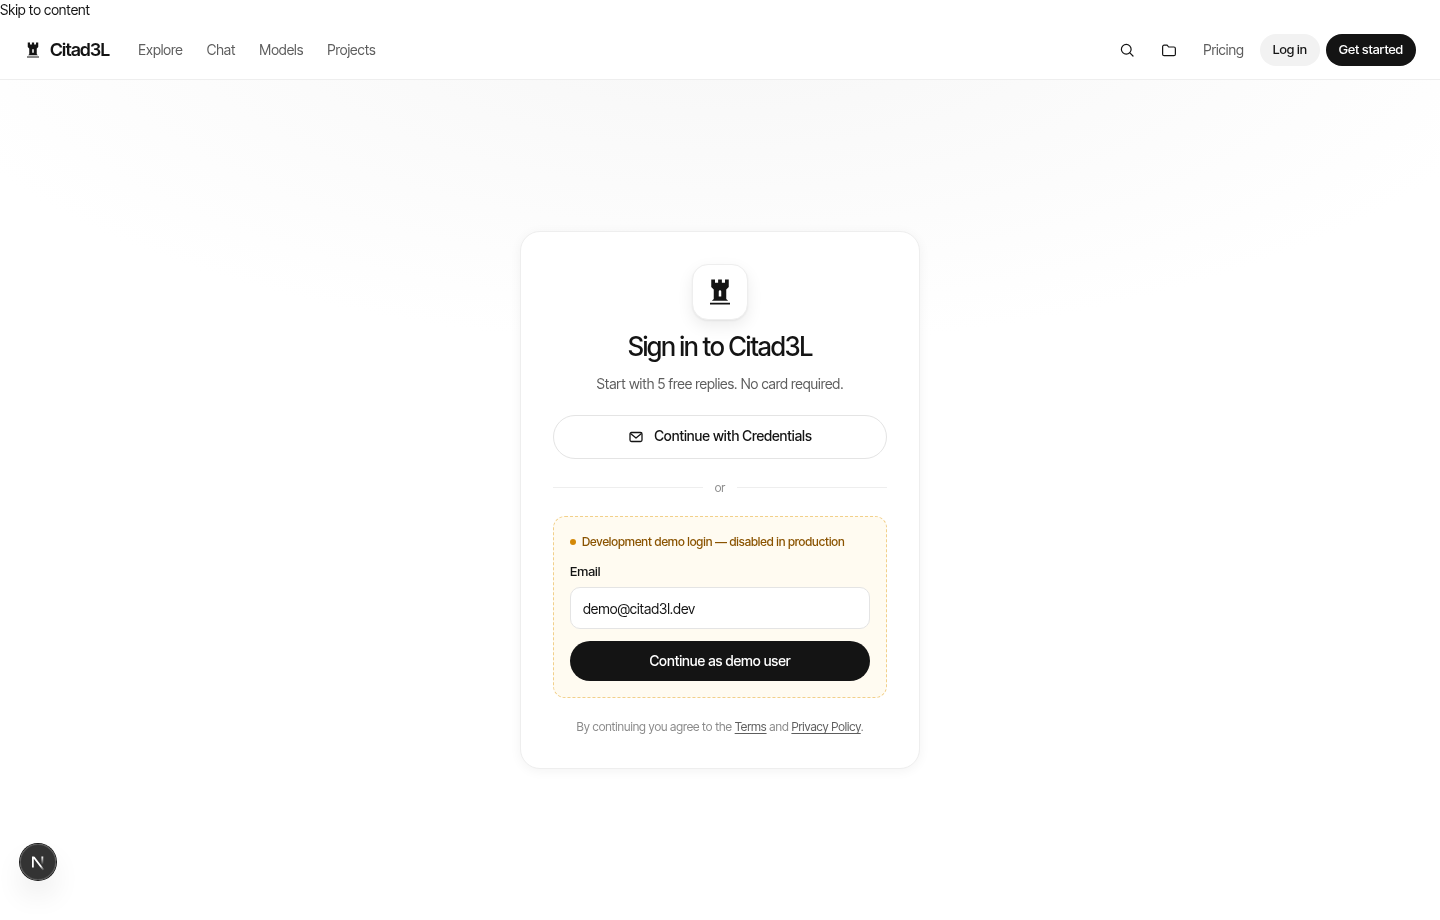 Skip to content
Citad3L
Explore
Chat
Models
Projects
Pricing
Log in
Get started
Sign in to Citad3L
Start with 5 free replies. No card required.
Continue with Credentials
or
Development demo login — disabled in production
Email
demo@citad3l.dev
Continue as demo user
By continuing you agree to the Terms and Privacy Policy.
N